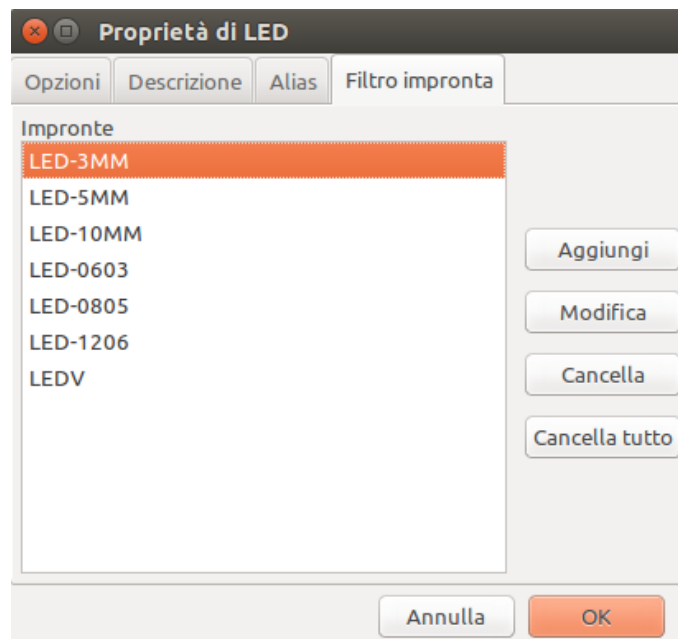 Proprietà di LED
Opzioni Descrizione Alias Filtro impronta
Impronte
LED-3MM
LED-5MM
LED-10MM
LED-0603
LED-0805
LED-1206
LEDV
Aggiungi
Modifica
Cancella
Cancella tutto
Annulla OK